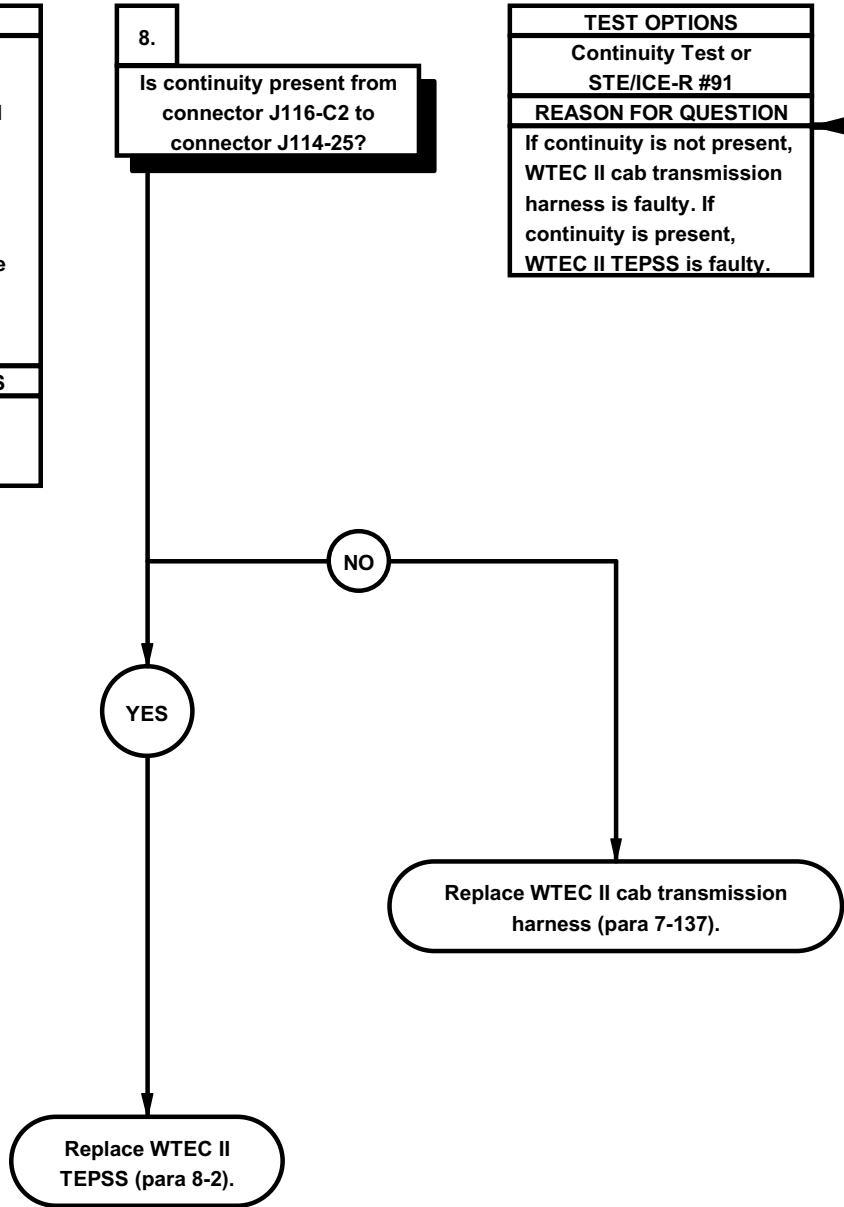 8.
Is continuity present from
connector J116-C2 to
connector J114-25?
TEST OPTIONS
Continuity Test or
STE/ICE-R #91
REASON FOR QUESTION
If continuity is not present,
WTEC II cab transmission
harness is faulty. If
continuity is present,
WTEC II TEPSS is faulty.
NO
YES
Replace WTEC II cab transmission
harness (para 7-137).
Replace WTEC II
TEPSS (para 8-2).